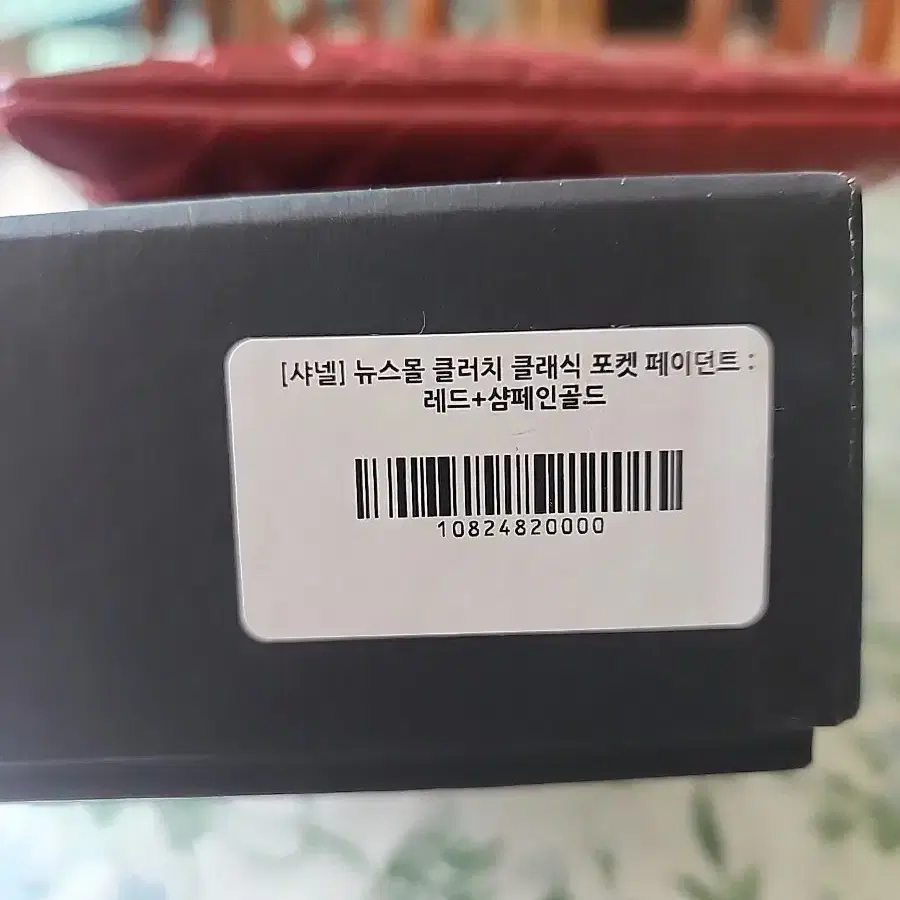 [샤넬] 뉴스몰 클러치 클래식 포켓 페이던트 :
레드+샴페인골드
10824820000